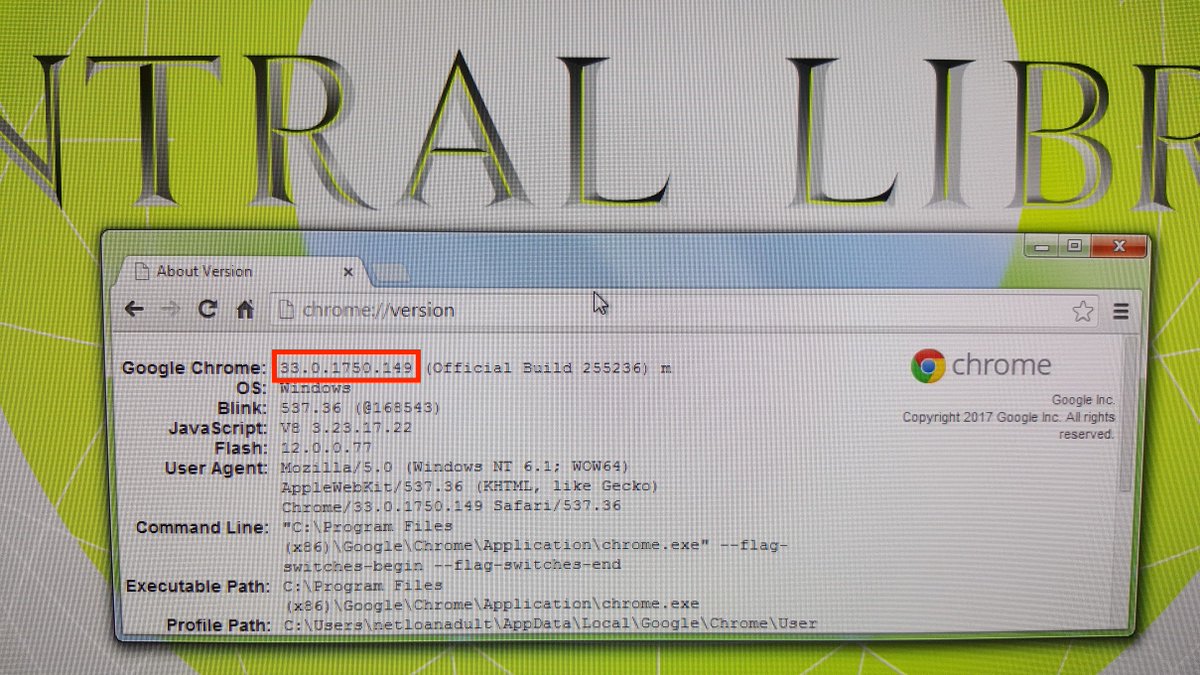 NTRAL LIBR
About Version
chrome://version
Google Chrome: 33.0.1750.149 (Official Build 255236) m
OS: Windows
Blink: 537.36 (@168543)
JavaScript: V8 3.23.17.22
Flash: 12.0.0.77
User Agent: Mozilla/5.0 (Windows NT 6.1; WOW64)
AppleWebKit/537.36 (KHTML, like Gecko)
Chrome/33.0.1750.149 Safari/537.36
Command Line: "C:\Program Files
(x86)\Google\Chrome\Application\chrome.exe" --flag-
switches-begin --flag-switches-end
Executable Path: C:\Program Files
(x86)\Google\Chrome\Application\chrome.exe
Profile Path: C:\Users\netloanadult\AppData\Local\Google\Chrome\User
chrome
Google Inc.
Copyright 2017 Google Inc. All rights
reserved.